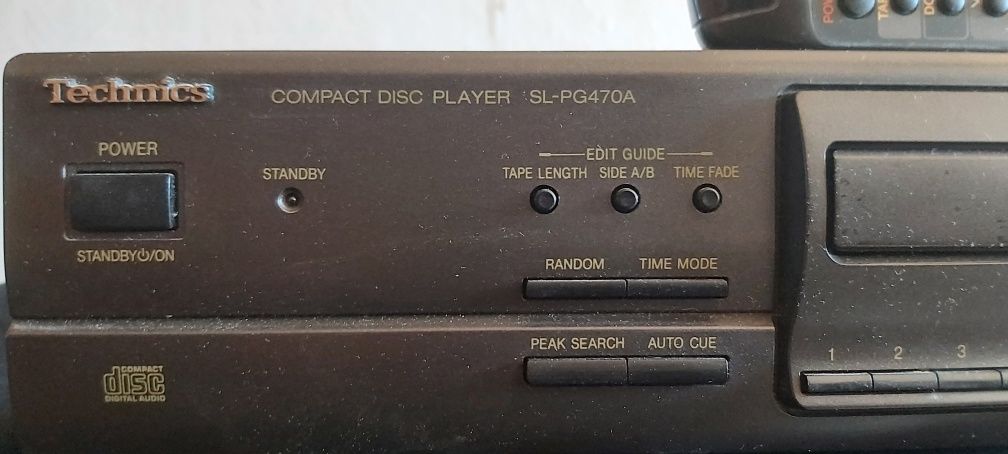 Technics
COMPACT DISC PLAYER SL-PG470A
POWER
STANDBY⏻/ON
STANDBY
EDIT GUIDE
TAPE LENGTH SIDE A/B TIME FADE
RANDOM TIME MODE
PEAK SEARCH AUTO CUE
1 2 3
COMPACT
disc
DIGITAL AUDIO